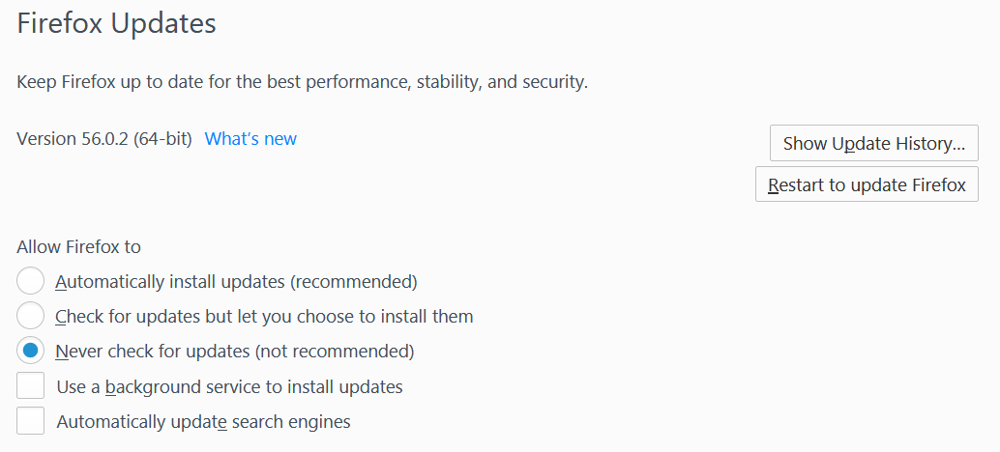 Firefox Updates
Keep Firefox up to date for the best performance, stability, and security.
Version 56.0.2 (64-bit) What's new
Show Update History...
Restart to update Firefox
Allow Firefox to
Automatically install updates (recommended)
Check for updates but let you choose to install them
Never check for updates (not recommended)
Use a background service to install updates
Automatically update search engines